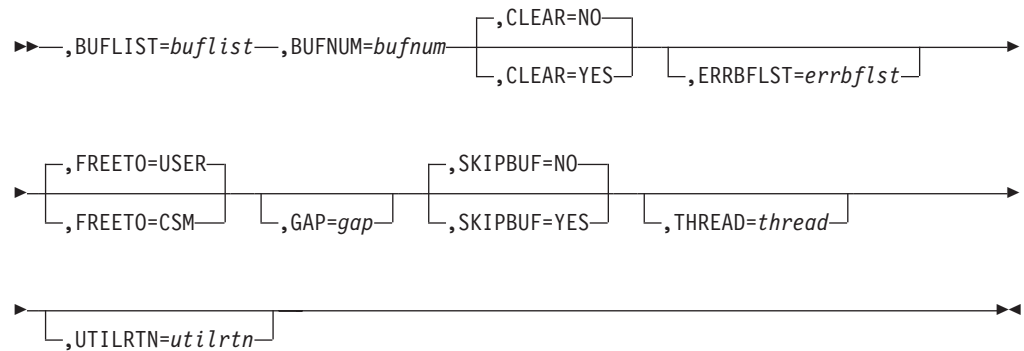 ,CLEAR=NO
,BUFLIST=buflist ,BUFNUM=bufnum
,CLEAR=YES
,ERRBFLST=errbflst
,FREETO=USER ,SKIPBUF=NO
,FREETO=CSM ,GAP=gap ,SKIPBUF=YES ,THREAD=thread
,UTILRTN=utilrtn